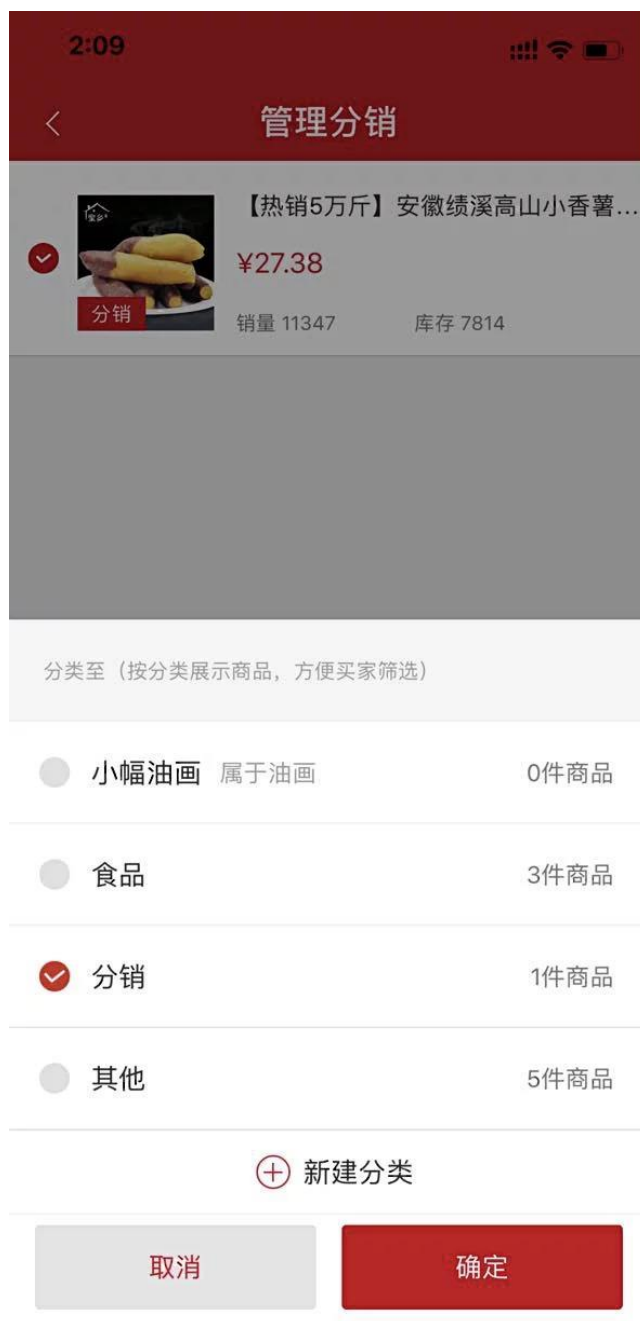 2:09
管理分销
【热销5万斤】安徽绩溪高山小香薯...
¥27.38
分销
销量 11347 库存 7814
分类至（按分类展示商品，方便买家筛选）
小幅油画 属于油画 0件商品
食品 3件商品
分销 1件商品
其他 5件商品
新建分类
取消 确定